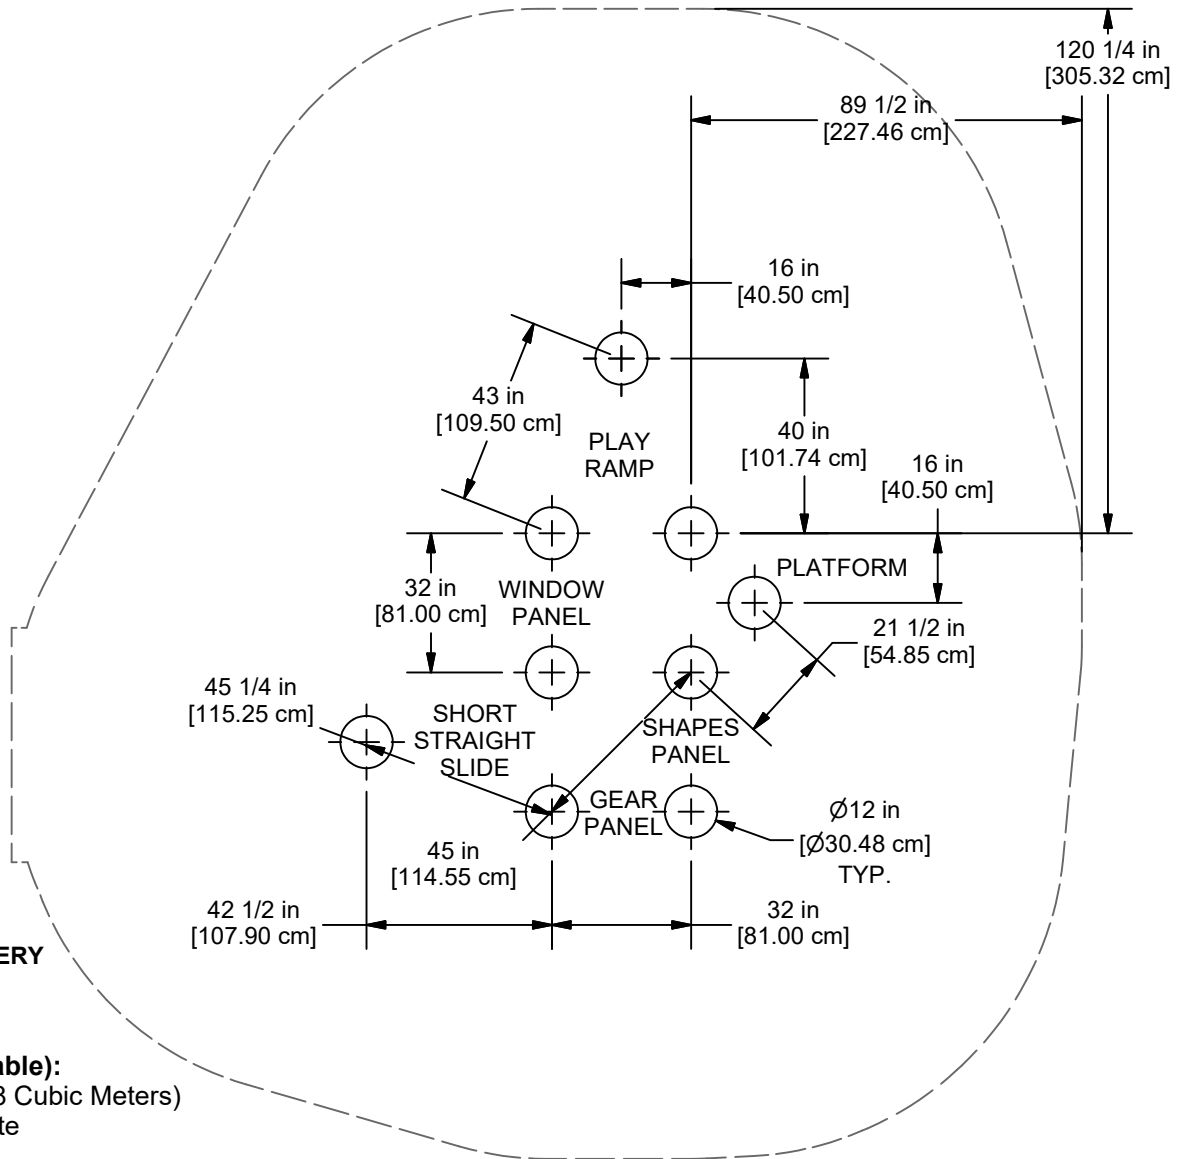 120 1/4 in
[305.32 cm]
89 1/2 in
[227.46 cm]
16 in
[40.50 cm]
43 in
[109.50 cm]
PLAY
RAMP
40 in
[101.74 cm]
16 in
[40.50 cm]
PLATFORM
32 in
[81.00 cm]
WINDOW
PANEL
21 1/2 in
[54.85 cm]
45 1/4 in
[115.25 cm]
SHORT
STRAIGHT
SLIDE
SHAPES
PANEL
GEAR
PANEL
Ø12 in
[Ø30.48 cm]
TYP.
45 in
[114.55 cm]
42 1/2 in
[107.90 cm]
32 in
[81.00 cm]
ERY
able):
Cubic Meters)
te